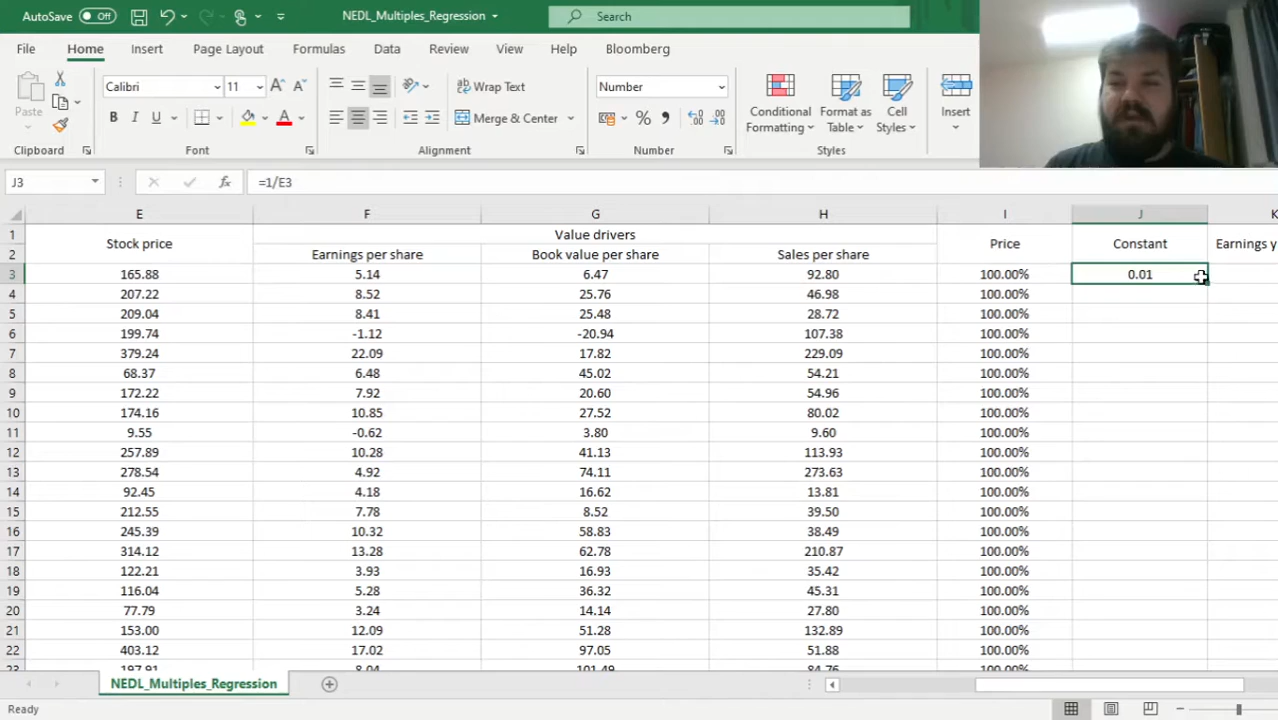 AutoSave Off NEDL_Multiples_Regression Search
File Home Insert Page Layout Formulas Data Review View Help Bloomberg
Paste Calibri 11 A A Wrap Text Number Conditional Formatting Format as Table Cell Styles Insert
B I U A Merge & Center % 9
Clipboard Font Alignment Number Styles
J3 fx =1/E3
E F G H I J K
1 Stock price Value drivers Price Constant Earnings y
2 Earnings per share Book value per share Sales per share
3 165.88 5.14 6.47 92.80 100.00% 0.01
4 207.22 8.52 25.76 46.98 100.00%
5 209.04 8.41 25.48 28.72 100.00%
6 199.74 -1.12 -20.94 107.38 100.00%
7 379.24 22.09 17.82 229.09 100.00%
8 68.37 6.48 45.02 54.21 100.00%
9 172.22 7.92 20.60 54.96 100.00%
10 174.16 10.85 27.52 80.02 100.00%
11 9.55 -0.62 3.80 9.60 100.00%
12 257.89 10.28 41.13 113.93 100.00%
13 278.54 4.92 74.11 273.63 100.00%
14 92.45 4.18 16.62 13.81 100.00%
15 212.55 7.78 8.52 39.50 100.00%
16 245.39 10.32 58.83 38.49 100.00%
17 314.12 13.28 62.78 210.87 100.00%
18 122.21 3.93 16.93 35.42 100.00%
19 116.04 5.28 36.32 45.31 100.00%
20 77.79 3.24 14.14 27.80 100.00%
21 153.00 12.09 51.28 132.89 100.00%
22 403.12 17.02 97.05 51.88 100.00%
23 197.91 8.04 101.49 84.76 100.00%
NEDL_Multiples_Regression
Ready